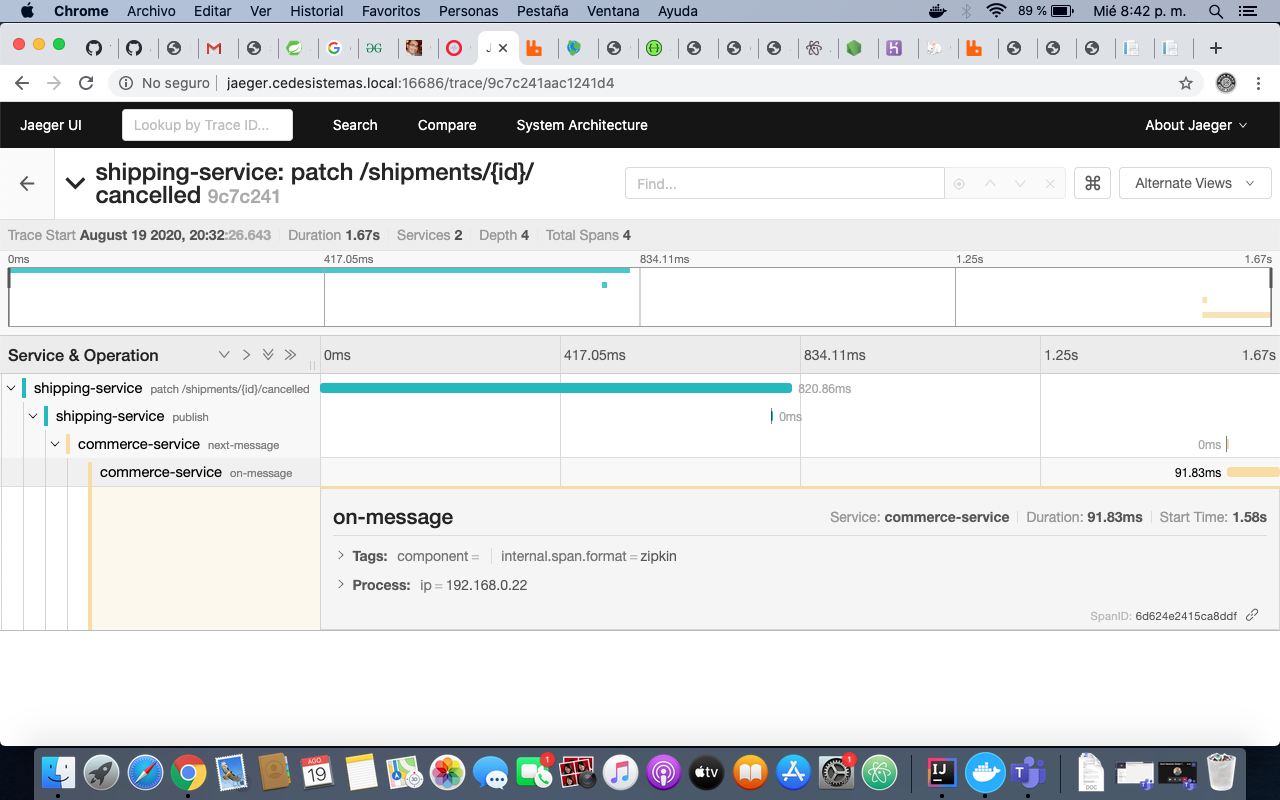 Chrome Archivo Editar Ver Historial Favoritos Personas Pestaña Ventana Ayuda 89 % Mié 8:42 p. m.
No seguro jaeger.cedesistemas.local:16686/trace/9c7c241aac1241d4
Jaeger UI Lookup by Trace ID... Search Compare System Architecture About Jaeger
shipping-service: patch /shipments/{id}/
cancelled 9c7c241
Find...
Alternate Views
Trace Start August 19 2020, 20:32:26.643 Duration 1.67s Services 2 Depth 4 Total Spans 4
0ms 417.05ms 834.11ms 1.25s 1.67s
Service & Operation 0ms 417.05ms 834.11ms 1.25s 1.67s
shipping-service patch /shipments/{id}/cancelled 820.86ms
shipping-service publish 0ms
commerce-service next-message 0ms
commerce-service on-message 91.83ms
on-message Service: commerce-service Duration: 91.83ms Start Time: 1.58s
Tags: component = internal.span.format = zipkin
Process: ip = 192.168.0.22
SpanID: 6d624e2415ca8ddf
AGO
19
1
tv
1
IJ
DOC